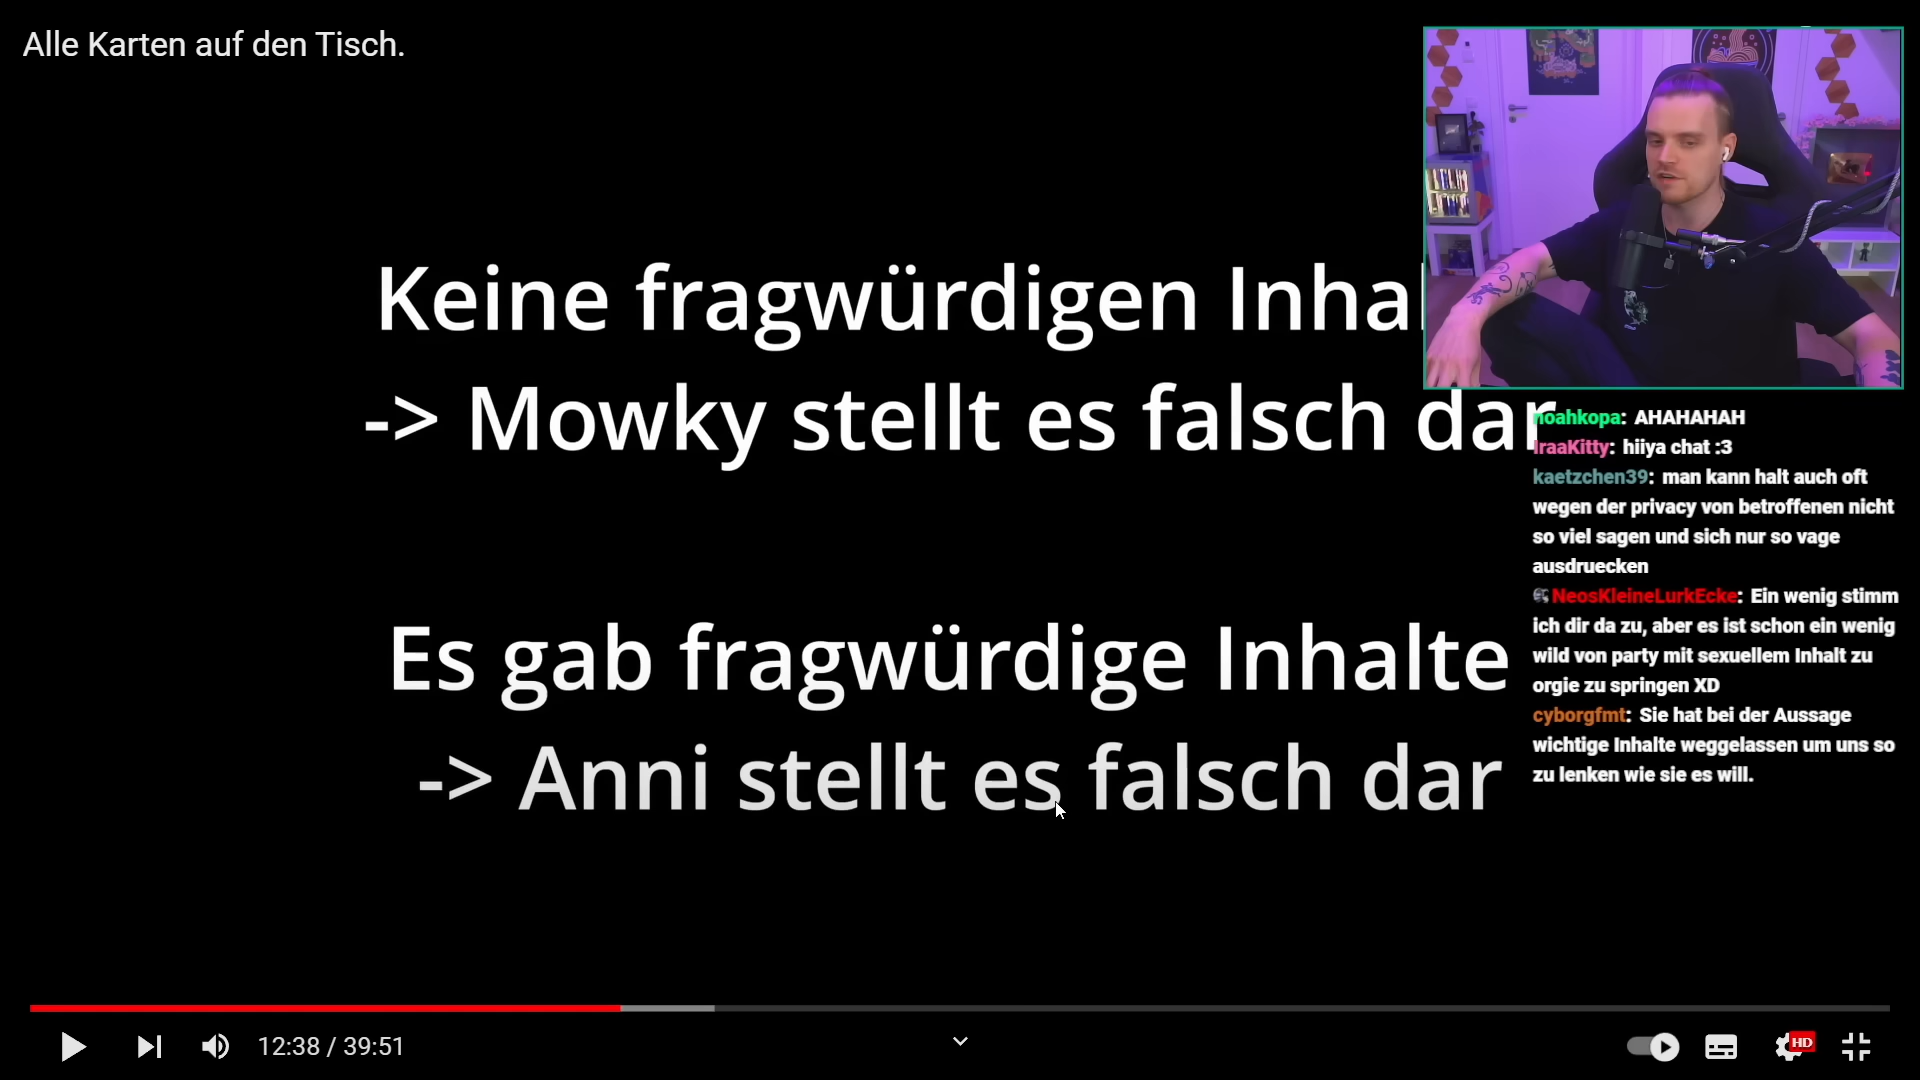 Alle Karten auf den Tisch.
Keine fragwürdigen Inhal
-> Mowky stellt es falsch dar
Es gab fragwürdige Inhalte
-> Anni stellt es falsch dar
noahkopa: AHAHAHAH
IraaKitty: hiiya chat :3
kaetzchen39: man kann halt auch oft
wegen der privacy von betroffenen nicht
so viel sagen und sich nur so vage
ausdruecken
NeosKleineLurkEcke: Ein wenig stimm
ich dir da zu, aber es ist schon ein wenig
wild von party mit sexuellem Inhalt zu
orgie zu springen XD
cyborgfmt: Sie hat bei der Aussage
wichtige Inhalte weggelassen um uns so
zu lenken wie sie es will.
12:38 / 39:51
HD